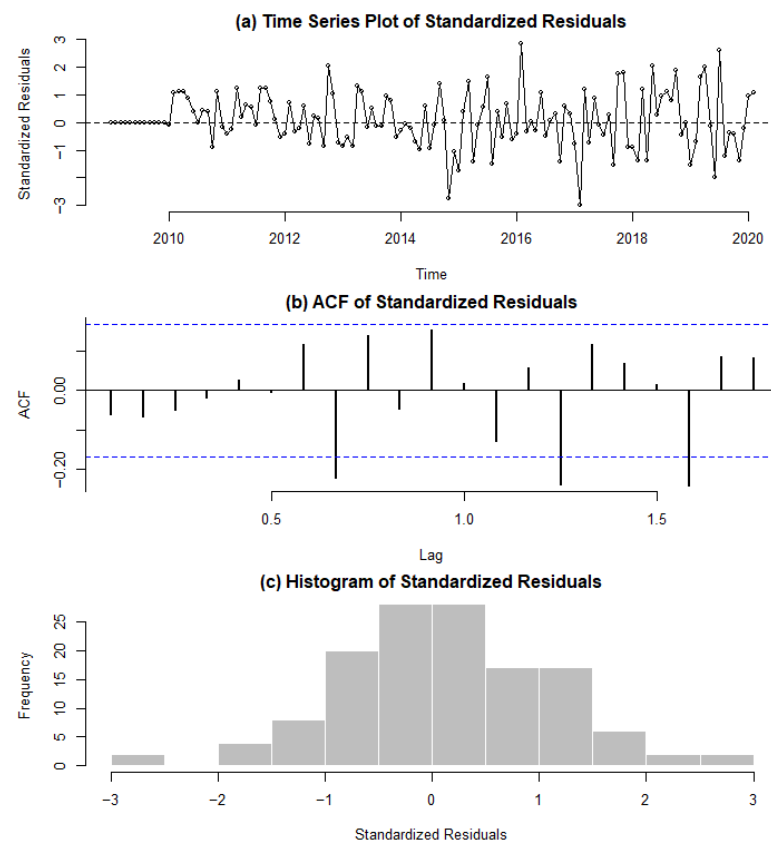 (a) Time Series Plot of Standardized Residuals
Standardized Residuals
3
2
1
0
−1
−3
2010 2012 2014 2016 2018 2020
Time
(b) ACF of Standardized Residuals
ACF
0.00
−0.20
0.5 1.0 1.5
Lag
(c) Histogram of Standardized Residuals
Frequency
25
20
15
10
5
0
−3 −2 −1 0 1 2 3
Standardized Residuals